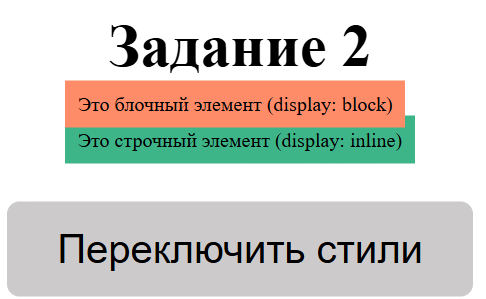 Задание 2
Это блочный элемент (display: block)
Это строчный элемент (display: inline)
Переключить стили